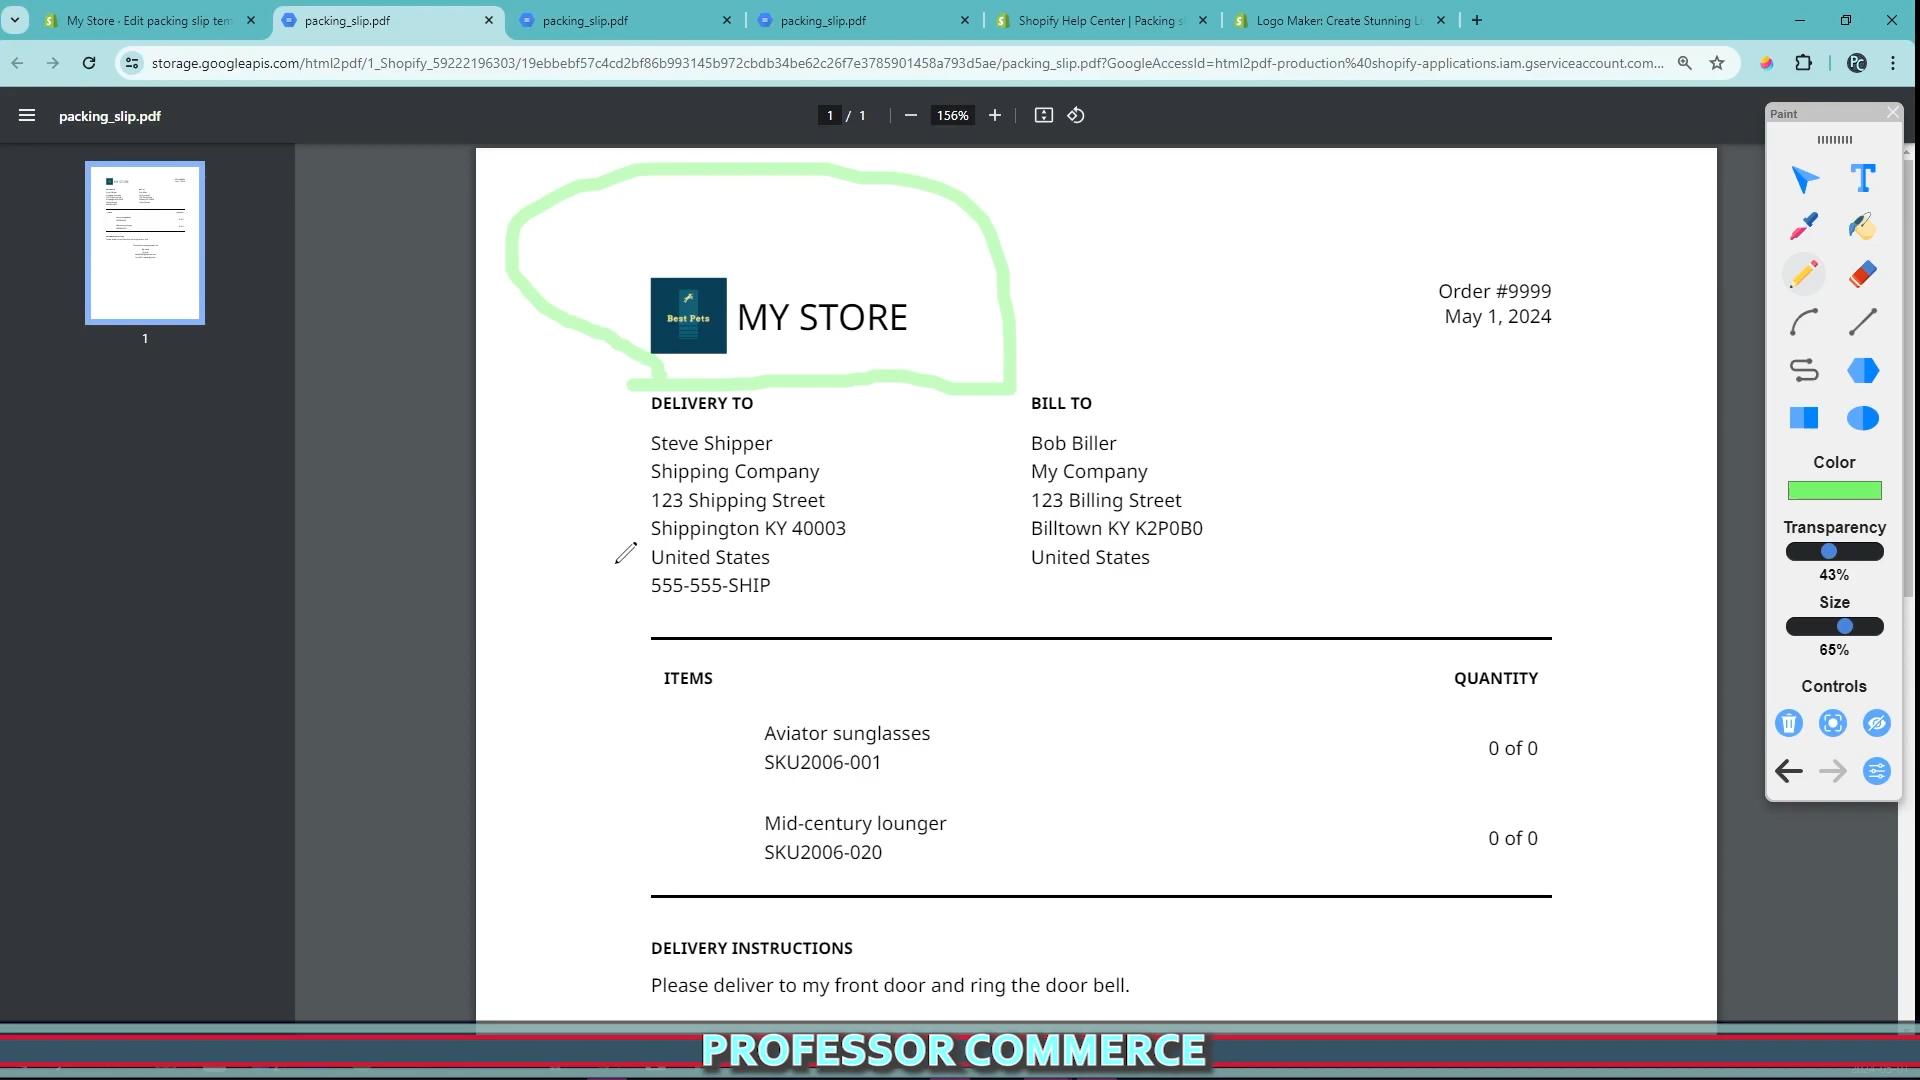 My Store · Edit packing slip tem
packing_slip.pdf
packing_slip.pdf
packing_slip.pdf
Shopify Help Center | Packing s
Logo Maker: Create Stunning L
storage.googleapis.com/html2pdf/1_Shopify_59222196303/19ebbebf57c4cd2bf86b993145b972cbdb34be62c26f7e3785901458a793d5ae/packing_slip.pdf?GoogleAccessId=html2pdf-production%40shopify-applications.iam.gserviceaccount.com...
PC
packing_slip.pdf
1 / 1
156%
1
Best Pets
MY STORE
Order #9999
May 1, 2024
DELIVERY TO
Steve Shipper
Shipping Company
123 Shipping Street
Shippington KY 40003
United States
555-555-SHIP
BILL TO
Bob Biller
My Company
123 Billing Street
Billtown KY K2P0B0
United States
ITEMS
QUANTITY
Aviator sunglasses
SKU2006-001
0 of 0
Mid-century lounger
SKU2006-020
0 of 0
DELIVERY INSTRUCTIONS
Please deliver to my front door and ring the door bell.
Paint
T
Color
Transparency
43%
Size
65%
Controls
PROFESSOR COMMERCE